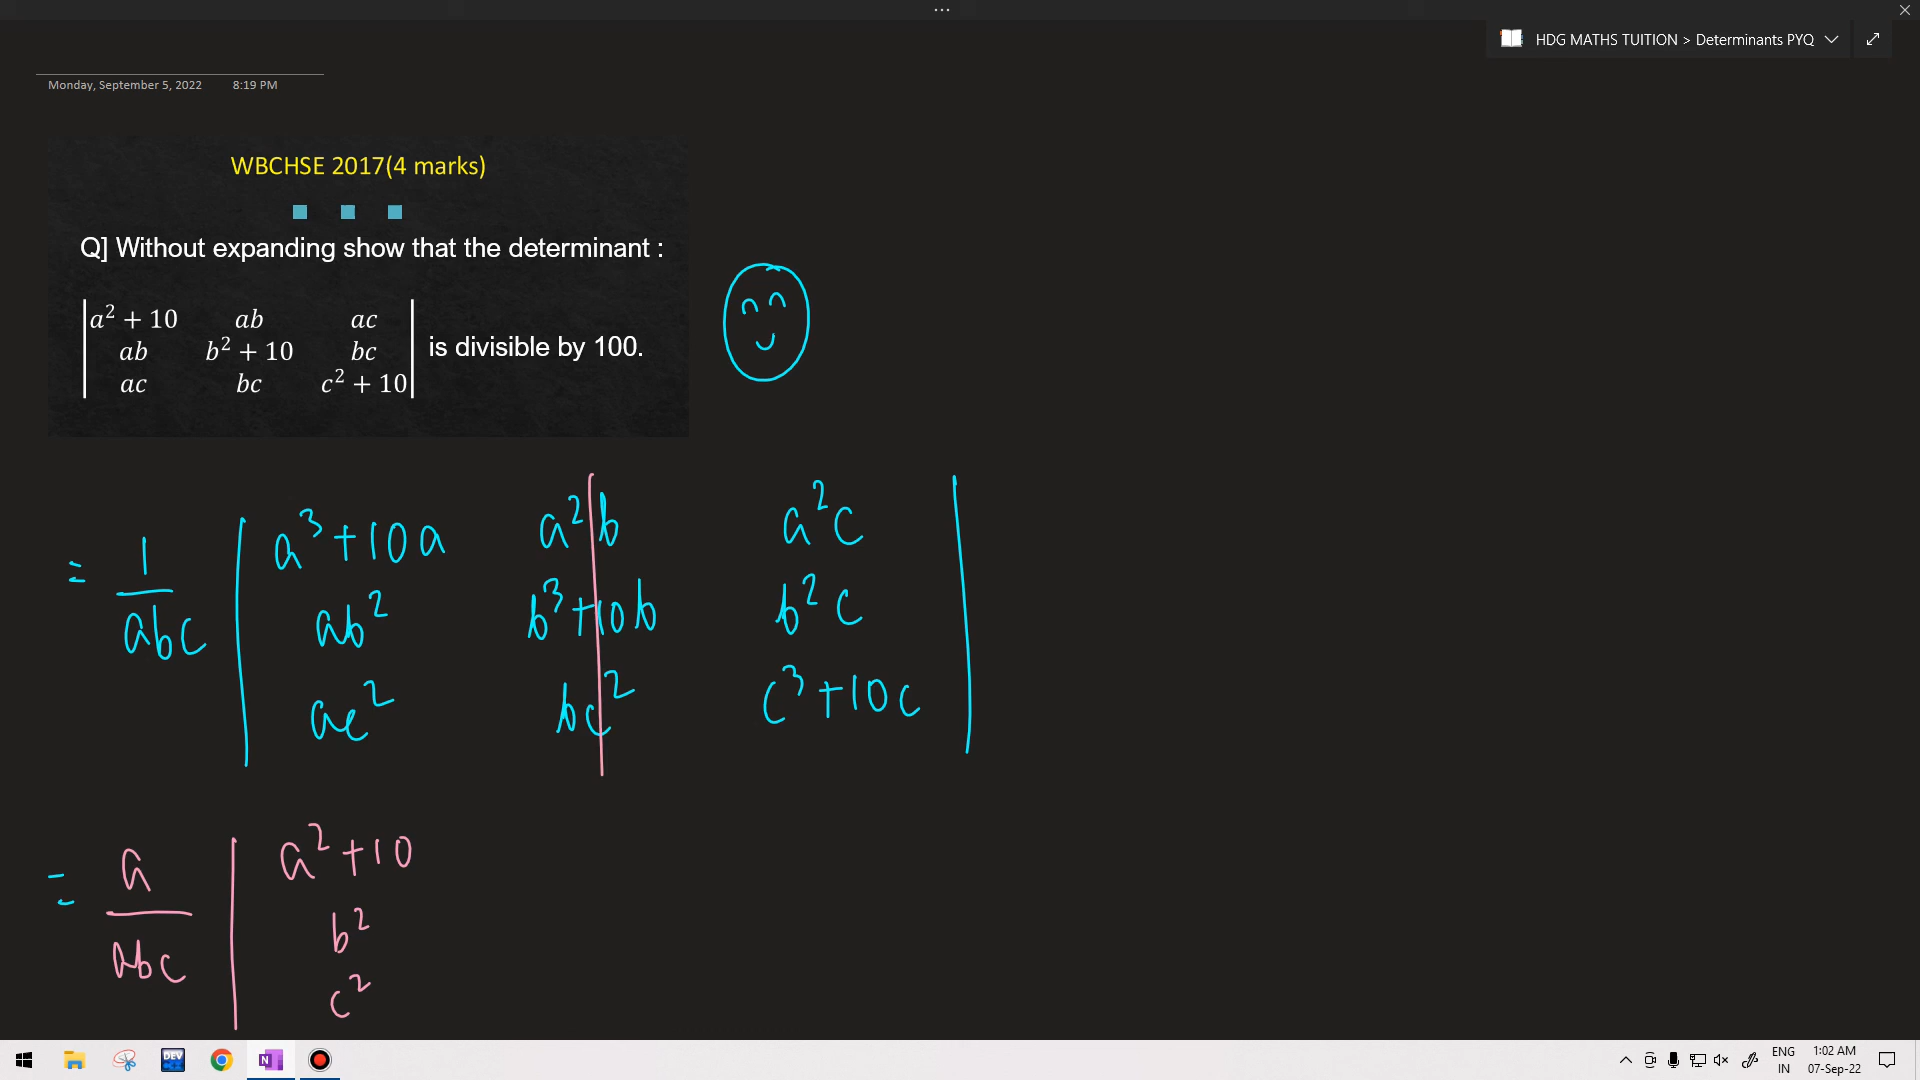 HDG MATHS TUITION > Determinants PYQ
Monday, September 5, 2022 8:19 PM
WBCHSE 2017(4 marks)
Q] Without expanding show that the determinant :
a² + 10 ab ac
ab b² + 10 bc
ac bc c² + 10
is divisible by 100.
= 1/abc | a³+10a a²b a²c |
ab² b³+10b b²c
ac² bc² c³+10c
= a/abc | a²+10
b²
c²
DEV
N
ENG
IN
1:02 AM
07-Sep-22